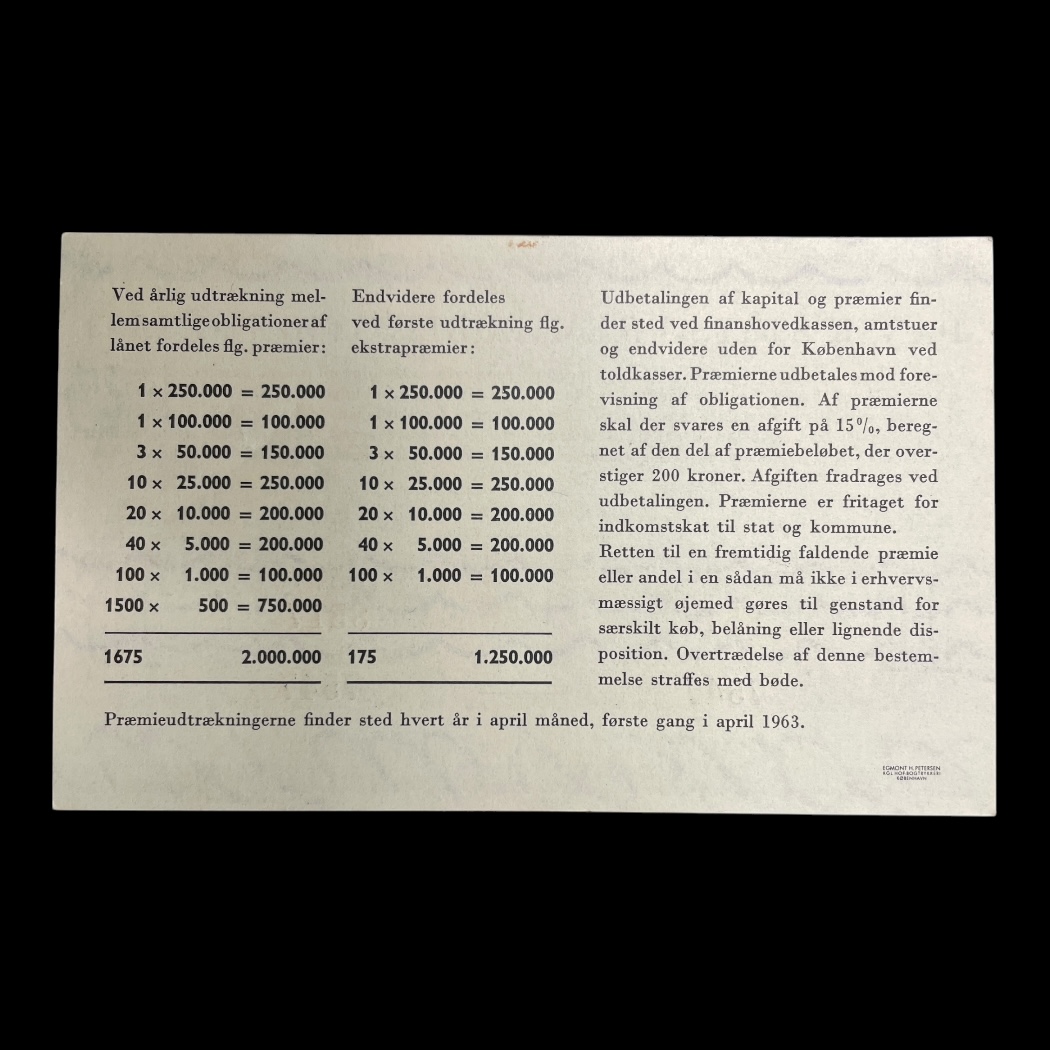 Ved årlig udtrækning mel-
lem samtlige obligationer af
lånet fordeles flg. præmier:
1 × 250.000 = 250.000
1 × 100.000 = 100.000
3 × 50.000 = 150.000
10 × 25.000 = 250.000
20 × 10.000 = 200.000
40 × 5.000 = 200.000
100 × 1.000 = 100.000
1500 × 500 = 750.000
1675 2.000.000
Endvidere fordeles
ved første udtrækning flg.
ekstrapræmier:
1 × 250.000 = 250.000
1 × 100.000 = 100.000
3 × 50.000 = 150.000
10 × 25.000 = 250.000
20 × 10.000 = 200.000
40 × 5.000 = 200.000
100 × 1.000 = 100.000
175 1.250.000
Udbetalingen af kapital og præmier fin-
der sted ved finanshovedkassen, amtstuer
og endvidere uden for København ved
toldkasser. Præmierne udbetales mod fore-
visning af obligationen. Af præmierne
skal der svares en afgift på 15%, bereg-
net af den del af præmiebeløbet, der over-
stiger 200 kroner. Afgiften fradrages ved
udbetalingen. Præmierne er fritaget for
indkomstskat til stat og kommune.
Retten til en fremtidig faldende præmie
eller andel i en sådan må ikke i erhvervs-
mæssigt øjemed gøres til genstand for
særskilt køb, belåning eller lignende dis-
position. Overtrædelse af denne bestem-
melse straffes med bøde.
Præmieudtrækningerne finder sted hvert år i april måned, første gang i april 1963.
EGMONT H. PETERSEN
KGL. HOF-BOGTRYKKERI
KØBENHAVN